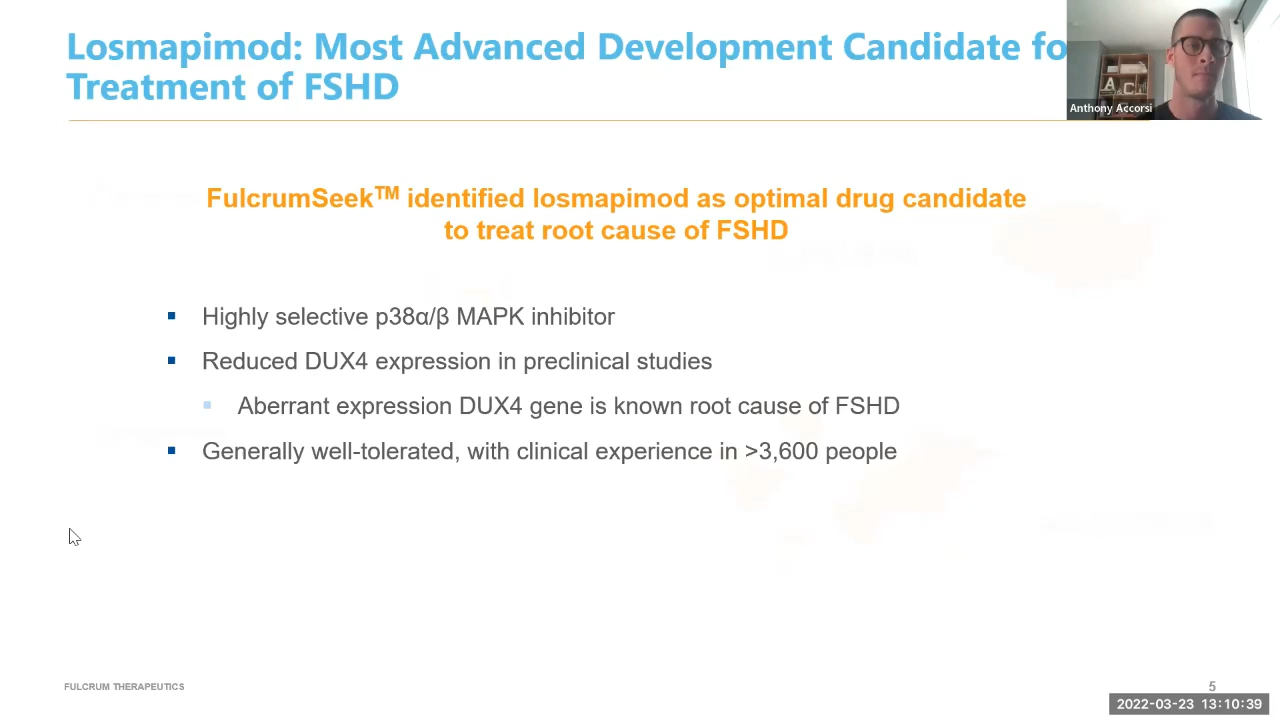 Losmapimod: Most Advanced Development Candidate fo
Treatment of FSHD
A C
Anthony Accorsi
FulcrumSeek™ identified losmapimod as optimal drug candidate
to treat root cause of FSHD
▪ Highly selective p38α/β MAPK inhibitor
▪ Reduced DUX4 expression in preclinical studies
▪ Aberrant expression DUX4 gene is known root cause of FSHD
▪ Generally well-tolerated, with clinical experience in >3,600 people
FULCRUM THERAPEUTICS
5
2022-03-23 13:10:39